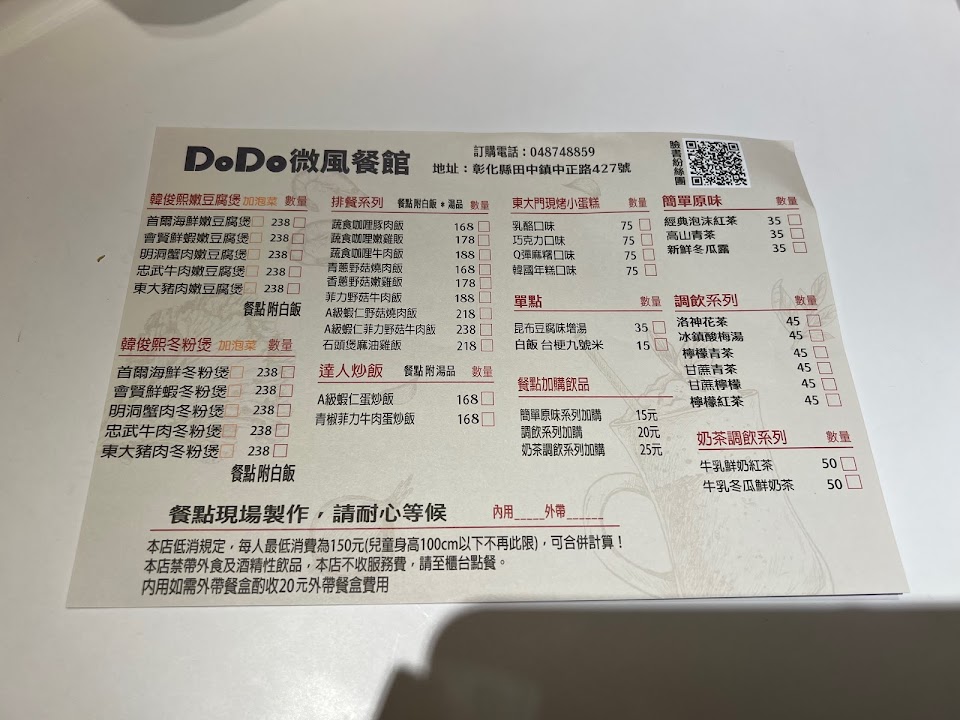 DoDo微風餐館
訂購電話：048748859
地址：彰化縣田中鎮中正路427號
臉書粉絲團
韓俊熙嫩豆腐煲 加泡菜 數量
首爾海鮮嫩豆腐煲 238
會賢鮮蝦嫩豆腐煲 238
明洞蟹肉嫩豆腐煲 238
忠武牛肉嫩豆腐煲 238
東大豬肉嫩豆腐煲 238
餐點附白飯
韓俊熙冬粉煲 加泡菜 數量
首爾海鮮冬粉煲 238
會賢鮮蝦冬粉煲 238
明洞蟹肉冬粉煲 238
忠武牛肉冬粉煲 238
東大豬肉冬粉煲 238
餐點附白飯
排餐系列 餐點附白飯＊湯品 數量
蔬食咖哩豚肉飯 168
蔬食咖哩嫩雞飯 178
蔬食咖哩牛肉飯 188
青蔥野菇燒肉飯 168
香蔥野菇嫩雞飯 178
菲力野菇牛肉飯 188
A級蝦仁野菇燒肉飯 218
A級蝦仁菲力野菇牛肉飯 238
石頭煲麻油雞飯 218
達人炒飯 餐點 附湯品 數量
A級蝦仁蛋炒飯 168
青椒菲力牛肉蛋炒飯 168
東大門現烤小蛋糕 數量
乳酪口味 75
巧克力口味 75
Q彈麻糬口味 75
韓國年糕口味 75
單點 數量
昆布豆腐味增湯 35
白飯 台梗九號米 15
餐點加購飲品
簡單原味系列加購 15元
調飲系列加購 20元
奶茶調飲系列加購 25元
簡單原味 數量
經典泡沫紅茶 35
高山青茶 35
新鮮冬瓜露 35
調飲系列 數量
洛神花茶 45
冰鎮酸梅湯 45
檸檬青茶 45
甘蔗青茶 45
甘蔗檸檬 45
檸檬紅茶 45
奶茶調飲系列 數量
牛乳鮮奶紅茶 50
牛乳冬瓜鮮奶茶 50
餐點現場製作，請耐心等候 內用_____外帶______
本店低消規定，每人最低消費為150元(兒童身高100cm以下不再此限)，可合併計算！
本店禁帶外食及酒精性飲品，本店不收服務費，請至櫃台點餐。
內用如需外帶餐盒酌收20元外帶餐盒費用